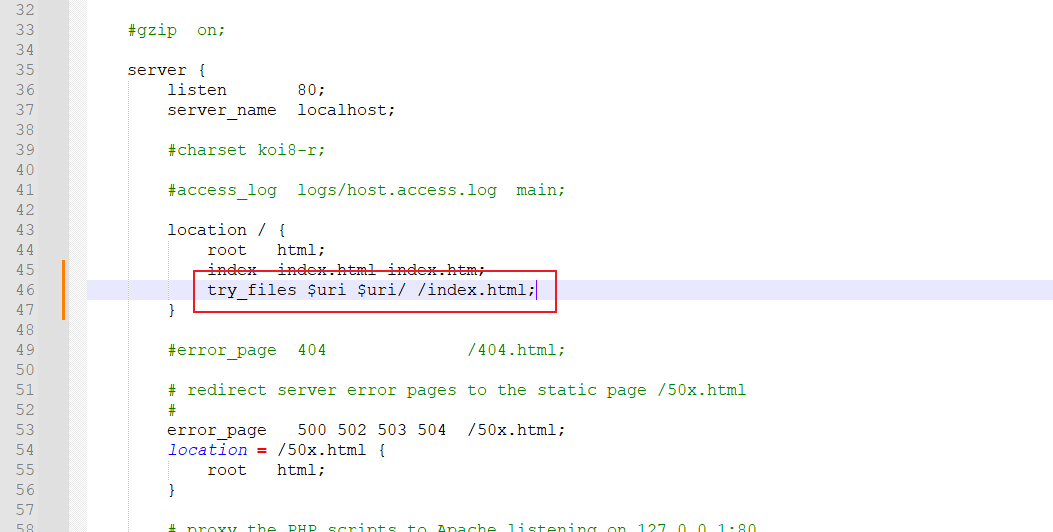 32
33 #gzip  on;
34
35 server {
36 listen       80;
37 server_name  localhost;
38
39 #charset koi8-r;
40
41 #access_log  logs/host.access.log  main;
42
43 location / {
44 root   html;
45 index  index.html index.htm;
46 try_files $uri $uri/ /index.html;
47 }
48
49 #error_page  404              /404.html;
50
51 # redirect server error pages to the static page /50x.html
52 #
53 error_page   500 502 503 504  /50x.html;
54 location = /50x.html {
55 root   html;
56 }
57
58 # proxy the PHP scripts to Apache listening on 127.0.0.1:80